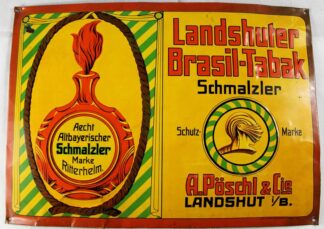 Aecht
Altbayerischer
Schmalzler
Marke
Ritterhelm.
Landshuter
Brasil-Tabak
Schmalzler
Schutz- Marke
A. Pöschl & Cie
LANDSHUT I/B.